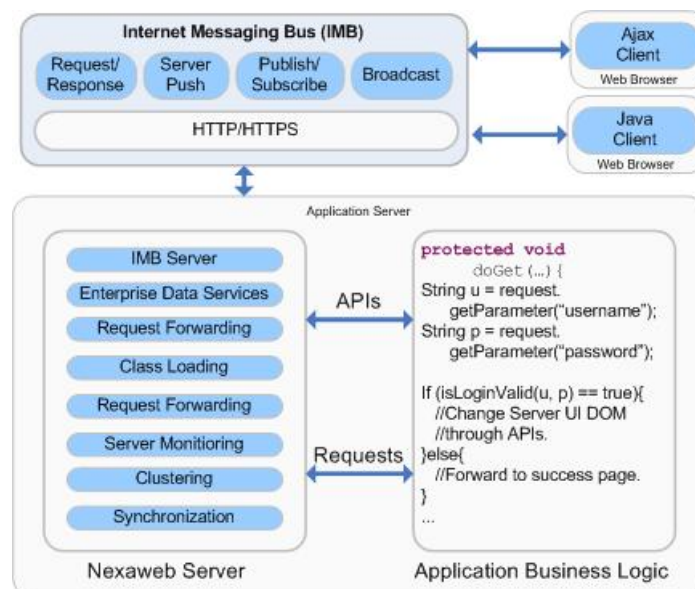 Internet Messaging Bus (IMB)
Request/
Response
Server
Push
Publish/
Subscribe
Broadcast
HTTP/HTTPS
Ajax
Client
Web Browser
Java
Client
Web Browser
Application Server
IMB Server
Enterprise Data Services
Request Forwarding
Class Loading
Request Forwarding
Server Monitoring
Clustering
Synchronization
Nexaweb Server
APIs
Requests
protected void
doGet (…) {
String u = request.
getParameter(“username”);
String p = request.
getParameter(“password”);
If (isLoginValid(u, p) == true){
//Change Server UI DOM
//through APIs.
}else{
//Forward to success page.
}
...
Application Business Logic